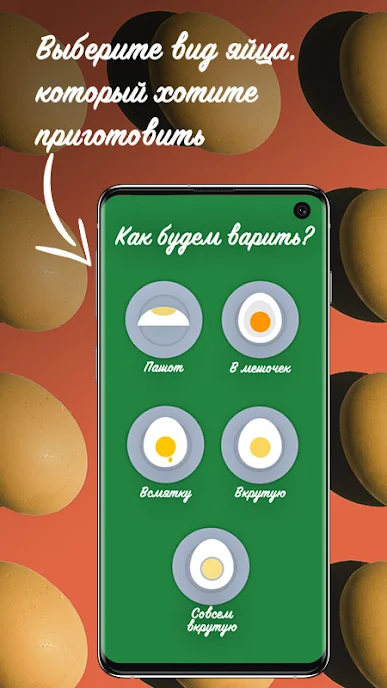 Выберите вид яйца,
который хотите
приготовить
Как будем варить?
Пашот
В мешочек
Всмятку
Вкрутую
Совсем
вкрутую